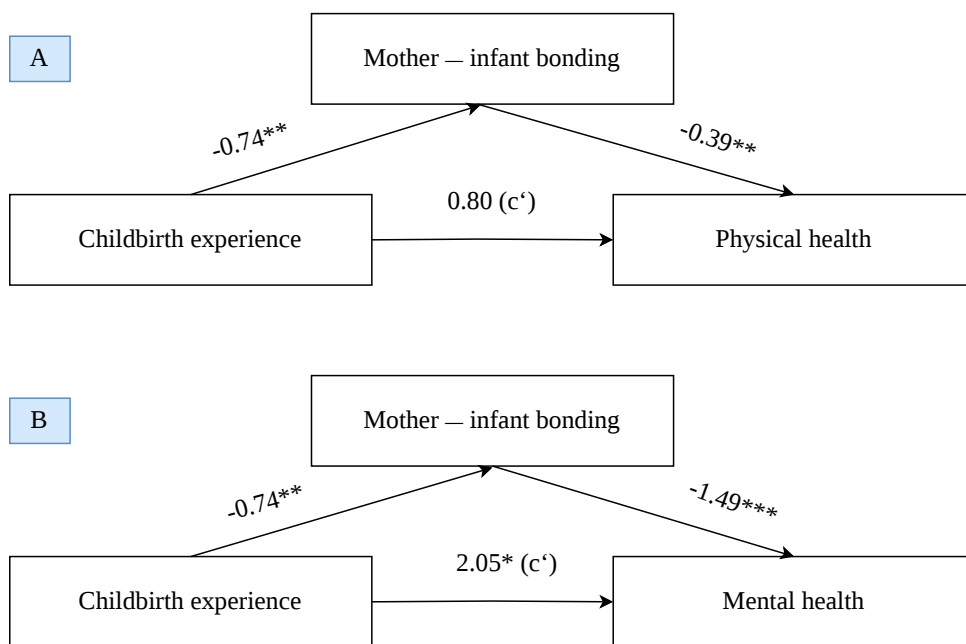 A
Mother – infant bonding
-0.74**
-0.39**
0.80 (c‘)
Childbirth experience
Physical health
B
Mother – infant bonding
-0.74**
-1.49***
2.05* (c‘)
Childbirth experience
Mental health